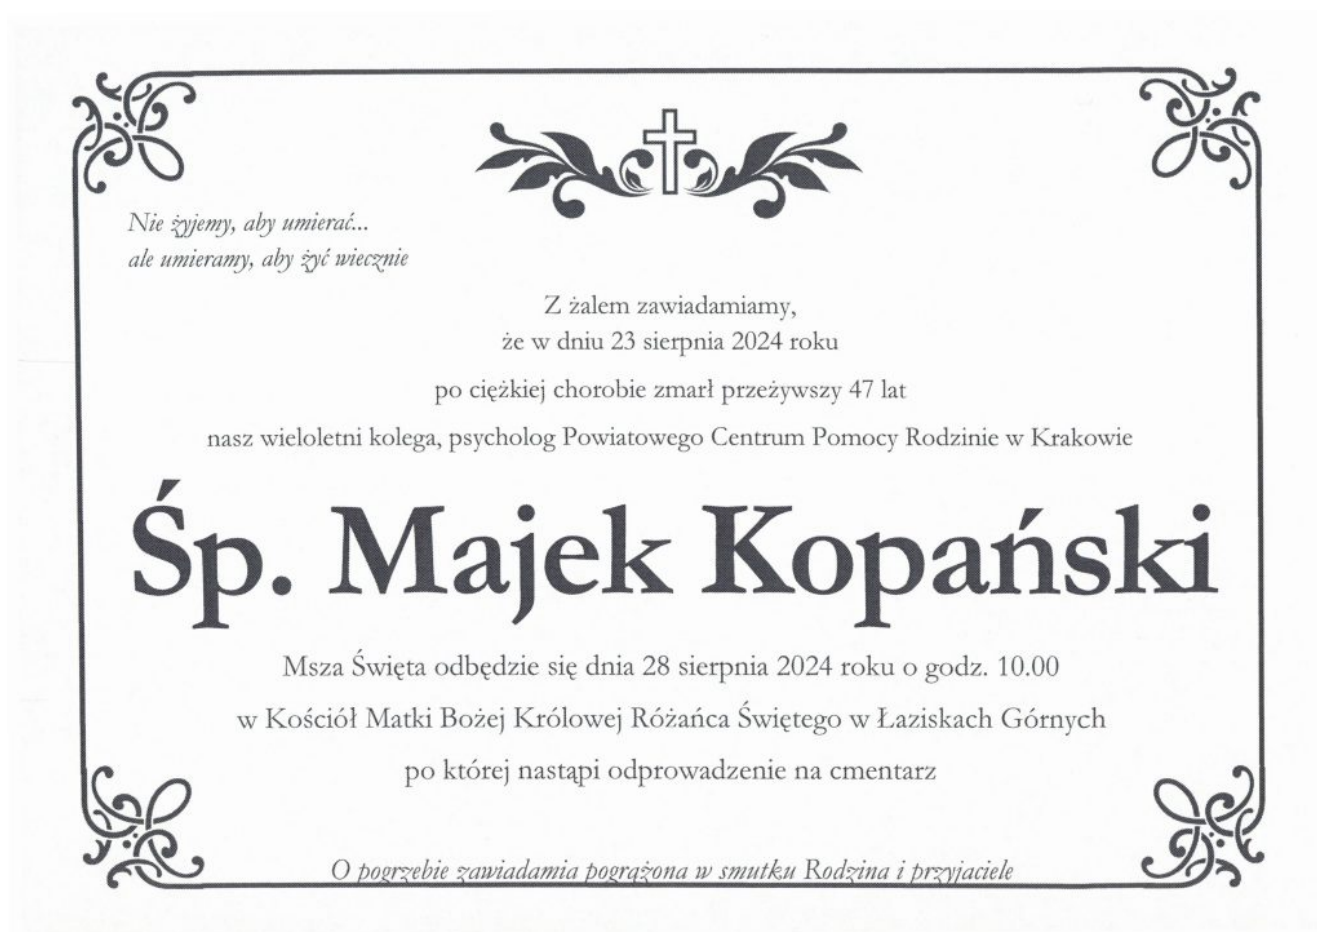 Nie żyjemy, aby umierać...
ale umieramy, aby żyć wiecznie
Z żalem zawiadamiamy,
że w dniu 23 sierpnia 2024 roku
po ciężkiej chorobie zmarł przeżywszy 47 lat
nasz wieloletni kolega, psycholog Powiatowego Centrum Pomocy Rodzinie w Krakowie
Śp. Majek Kopański
Msza Święta odbędzie się dnia 28 sierpnia 2024 roku o godz. 10.00
w Kościół Matki Bożej Królowej Różańca Świętego w Łaziskach Górnych
po której nastąpi odprowadzenie na cmentarz
O pogrzebie zawiadamia pogrążona w smutku Rodzina i przyjaciele